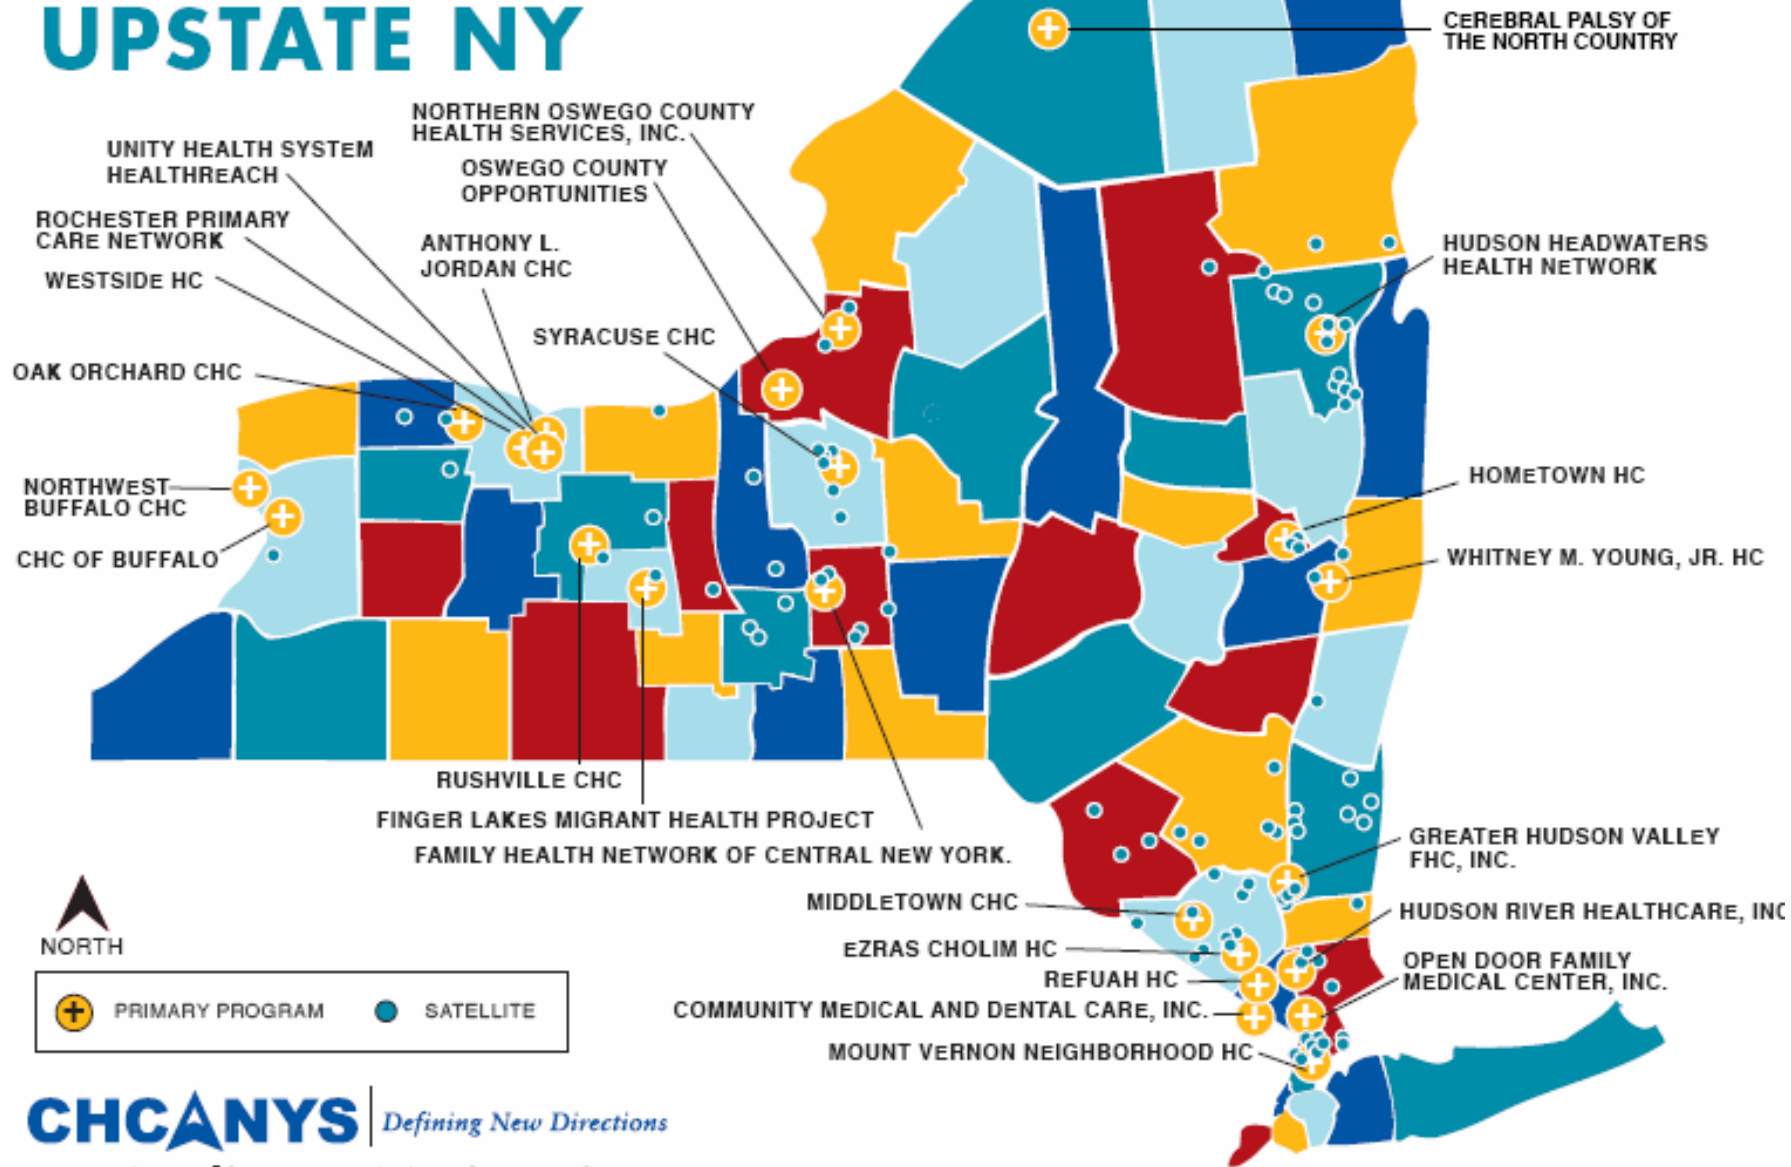 UPSTATE NY
CEREBRAL PALSY OF
THE NORTH COUNTRY
NORTHERN OSWEGO COUNTY
HEALTH SERVICES, INC.
UNITY HEALTH SYSTEM
HEALTHREACH
OSWEGO COUNTY
OPPORTUNITIES
ROCHESTER PRIMARY
CARE NETWORK
ANTHONY L.
JORDAN CHC
HUDSON HEADWATERS
HEALTH NETWORK
WESTSIDE HC
SYRACUSE CHC
OAK ORCHARD CHC
HOMETOWN HC
NORTHWEST
BUFFALO CHC
CHC OF BUFFALO
WHITNEY M. YOUNG, JR. HC
RUSHVILLE CHC
FINGER LAKES MIGRANT HEALTH PROJECT
FAMILY HEALTH NETWORK OF CENTRAL NEW YORK.
GREATER HUDSON VALLEY
FHC, INC.
MIDDLETOWN CHC
HUDSON RIVER HEALTHCARE, INC
EZRAS CHOLIM HC
OPEN DOOR FAMILY
MEDICAL CENTER, INC.
REFUAH HC
COMMUNITY MEDICAL AND DENTAL CARE, INC.
MOUNT VERNON NEIGHBORHOOD HC
NORTH
PRIMARY PROGRAM
SATELLITE
CHCANYS
Defining New Directions